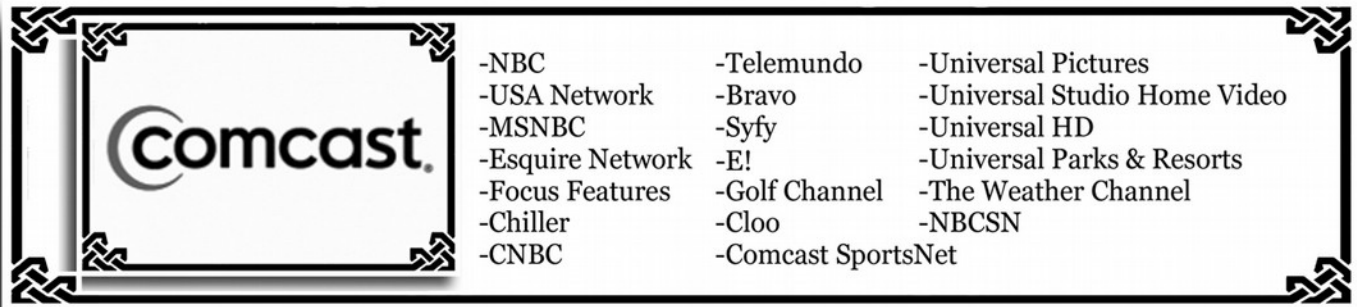 comcast.
-NBC
-USA Network
-MSNBC
-Esquire Network
-Focus Features
-Chiller
-CNBC
-Telemundo
-Bravo
-Syfy
-E!
-Golf Channel
-Cloo
-Comcast SportsNet
-Universal Pictures
-Universal Studio Home Video
-Universal HD
-Universal Parks & Resorts
-The Weather Channel
-NBCSN